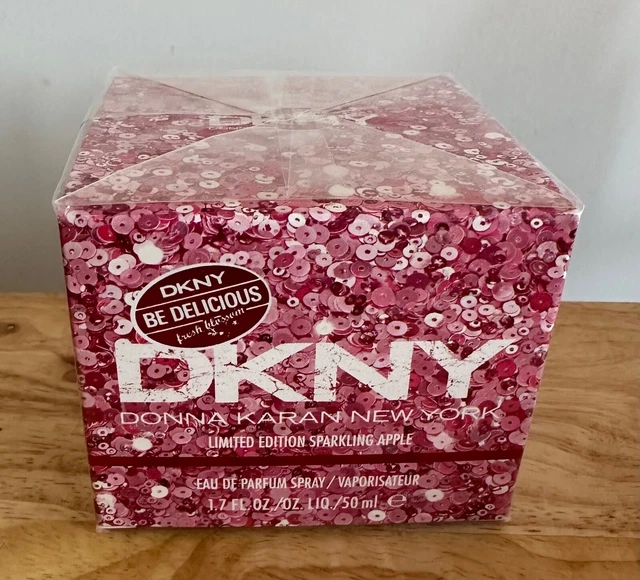 DKNY
DKNY
BE DELICIOUS
fresh blossom
DKNY
DONNA KARAN NEW YORK
LIMITED EDITION SPARKLING APPLE
EAU DE PARFUM SPRAY / VAPORISATEUR
1.7 FL.OZ./OZ. LIQ./50 ml ℮